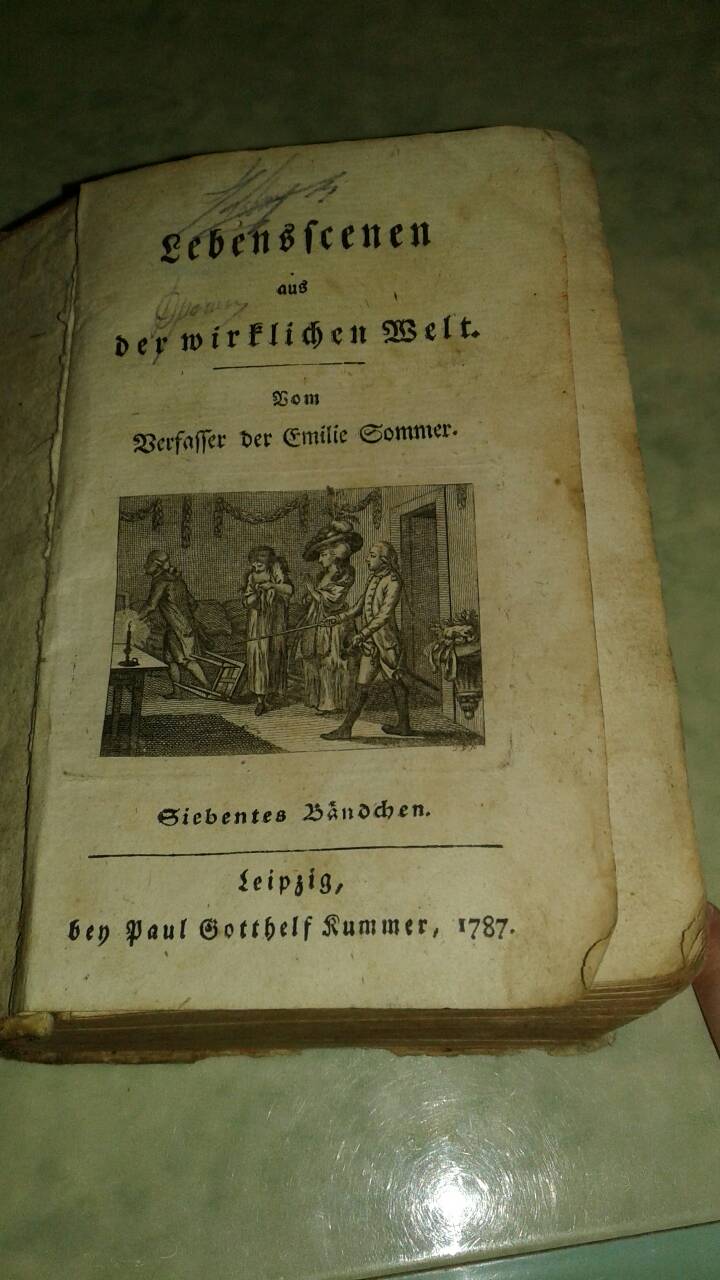 Lebensſcenen
aus
der wirklichen Welt.
Vom
Verfaſſer der Emilie Sommer.
Siebentes Bändchen.
Leipzig,
bey Paul Gotthelf Kummer, 1787.